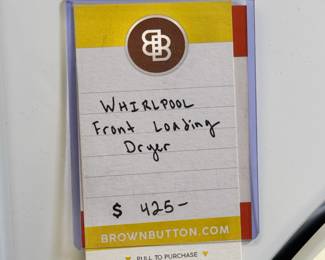 WHIRLPOOL
Front Loading
Dryer
$ 425-
BROWNBUTTON.COM
PULL TO PURCHASE